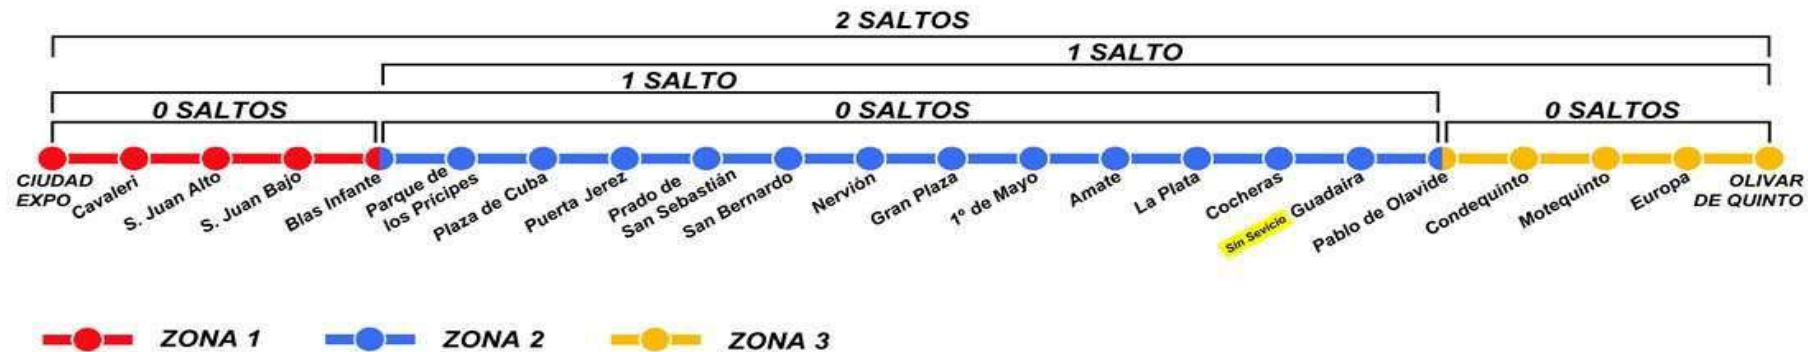 2 SALTOS
1 SALTO
1 SALTO
0 SALTOS
0 SALTOS
0 SALTOS
CIUDAD
EXPO
Cavaleri
S. Juan Alto
S. Juan Bajo
Blas Infante
Parque de
los Prícipes
Plaza de Cuba
Puerta Jerez
Prado de
San Sebastián
San Bernardo
Nervión
Gran Plaza
1º de Mayo
Amate
La Plata
Cocheras
Sin Sevicio Guadaira
Pablo de Olavide
Condequinto
Motequinto
Europa
OLIVAR
DE QUINTO
ZONA 1
ZONA 2
ZONA 3